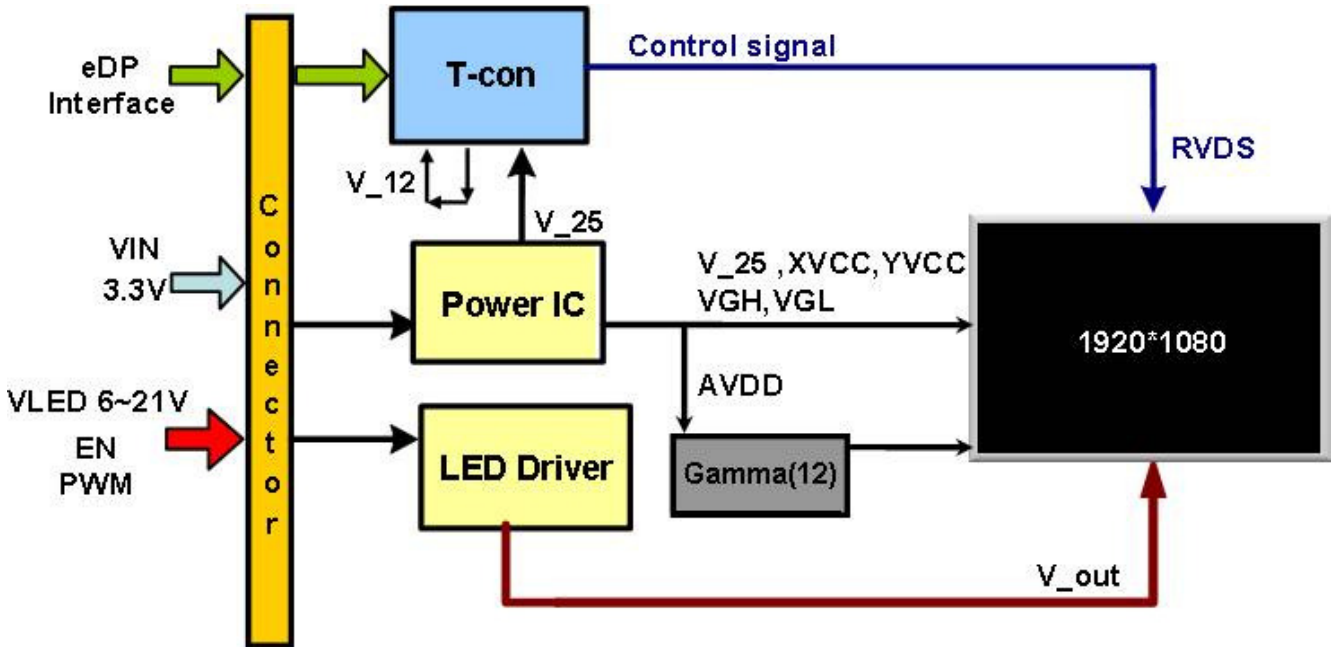 eDP
Interface
VIN
3.3V
VLED 6~21V
EN
PWM
Connector
T-con
Control signal
RVDS
V_12
V_25
Power IC
V_25 ,XVCC,YVCC
VGH,VGL
AVDD
1920*1080
LED Driver
Gamma(12)
V_out